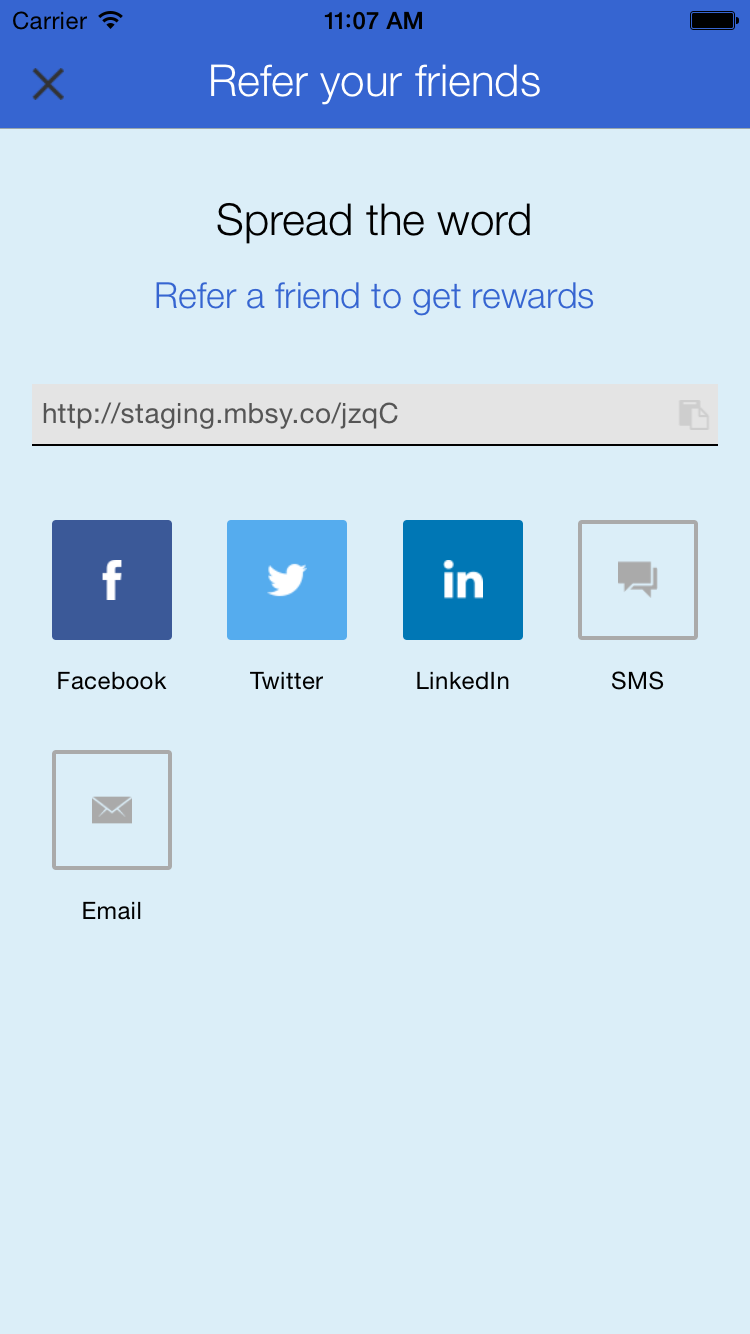 Carrier 11:07 AM
Refer your friends
Spread the word
Refer a friend to get rewards
http://staging.mbsy.co/jzqC
f in
Facebook Twitter LinkedIn SMS
Email